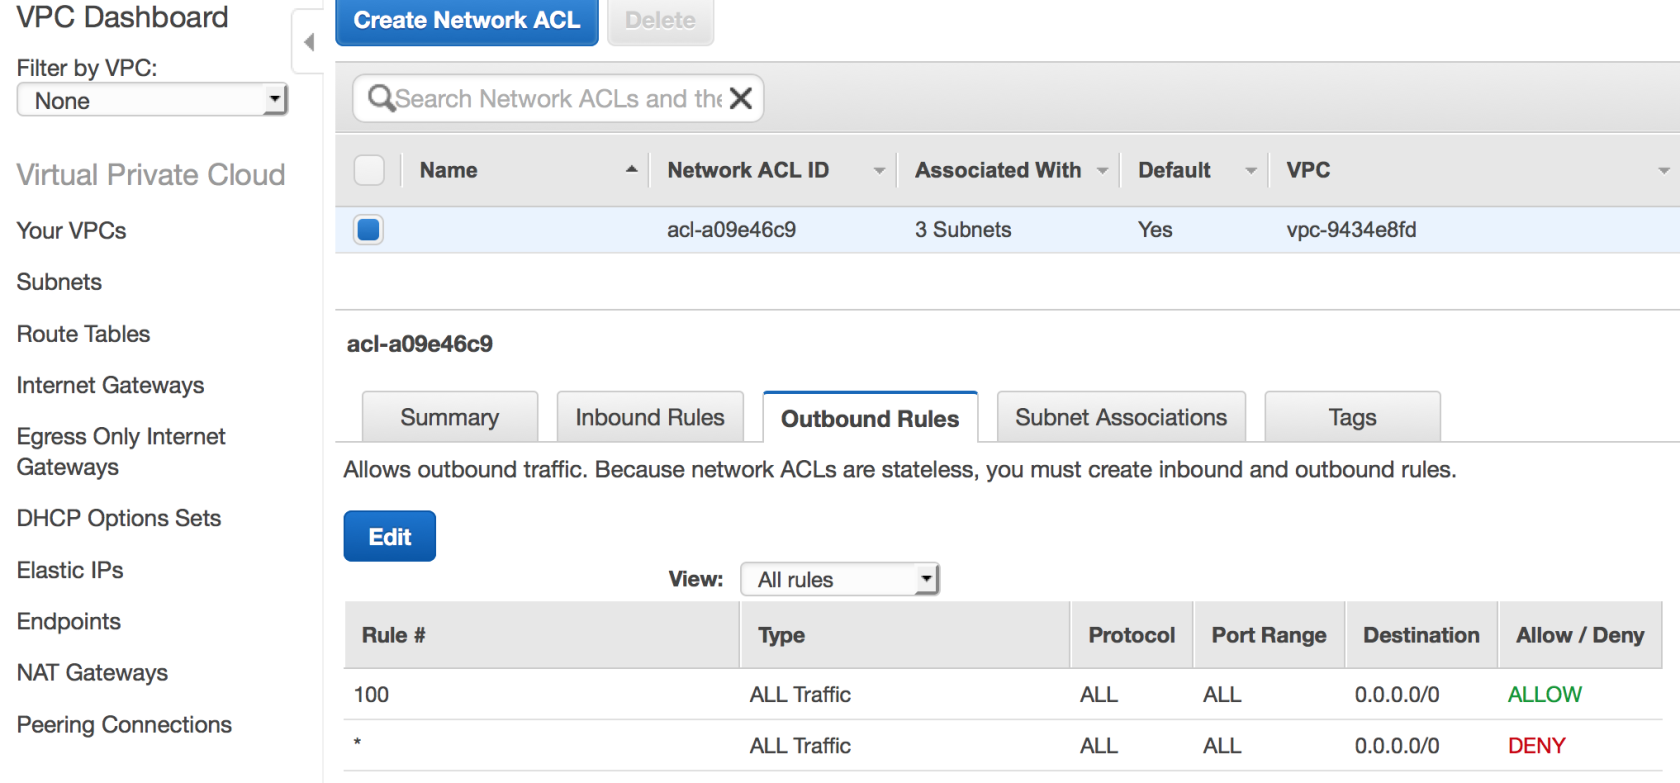 VPC Dashboard
Filter by VPC:
None
Virtual Private Cloud
Your VPCs
Subnets
Route Tables
Internet Gateways
Egress Only Internet
Gateways
DHCP Options Sets
Elastic IPs
Endpoints
NAT Gateways
Peering Connections
Create Network ACL Delete
Search Network ACLs and the
Name Network ACL ID Associated With Default VPC
acl-a09e46c9 3 Subnets Yes vpc-9434e8fd
acl-a09e46c9
Summary Inbound Rules Outbound Rules Subnet Associations Tags
Allows outbound traffic. Because network ACLs are stateless, you must create inbound and outbound rules.
Edit
View: All rules
Rule # Type Protocol Port Range Destination Allow / Deny
100 ALL Traffic ALL ALL 0.0.0.0/0 ALLOW
* ALL Traffic ALL ALL 0.0.0.0/0 DENY